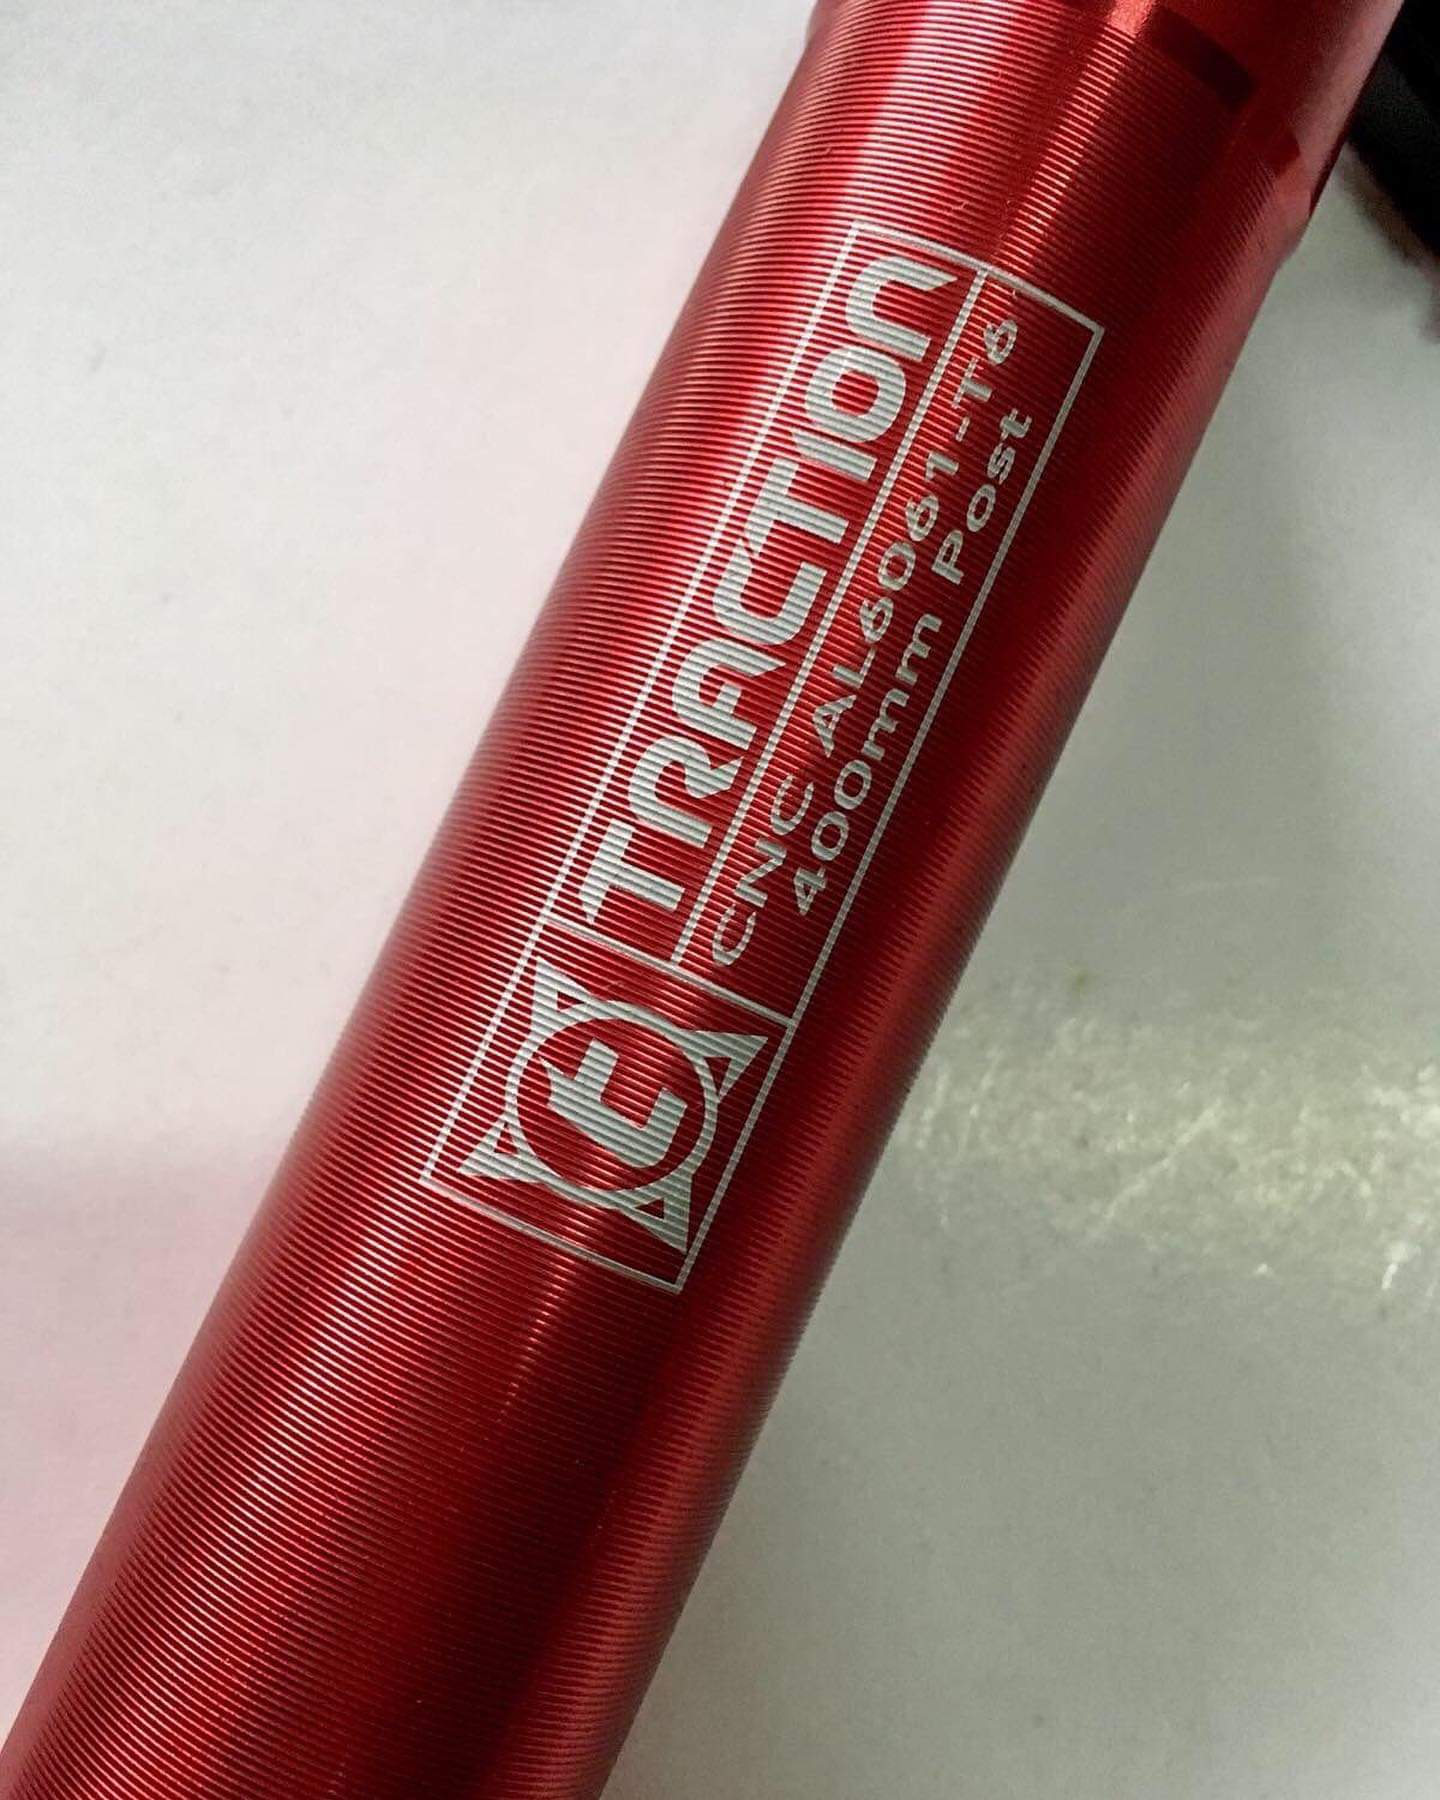 t
TRACTION
CNC AL6061-T6
400mm Post